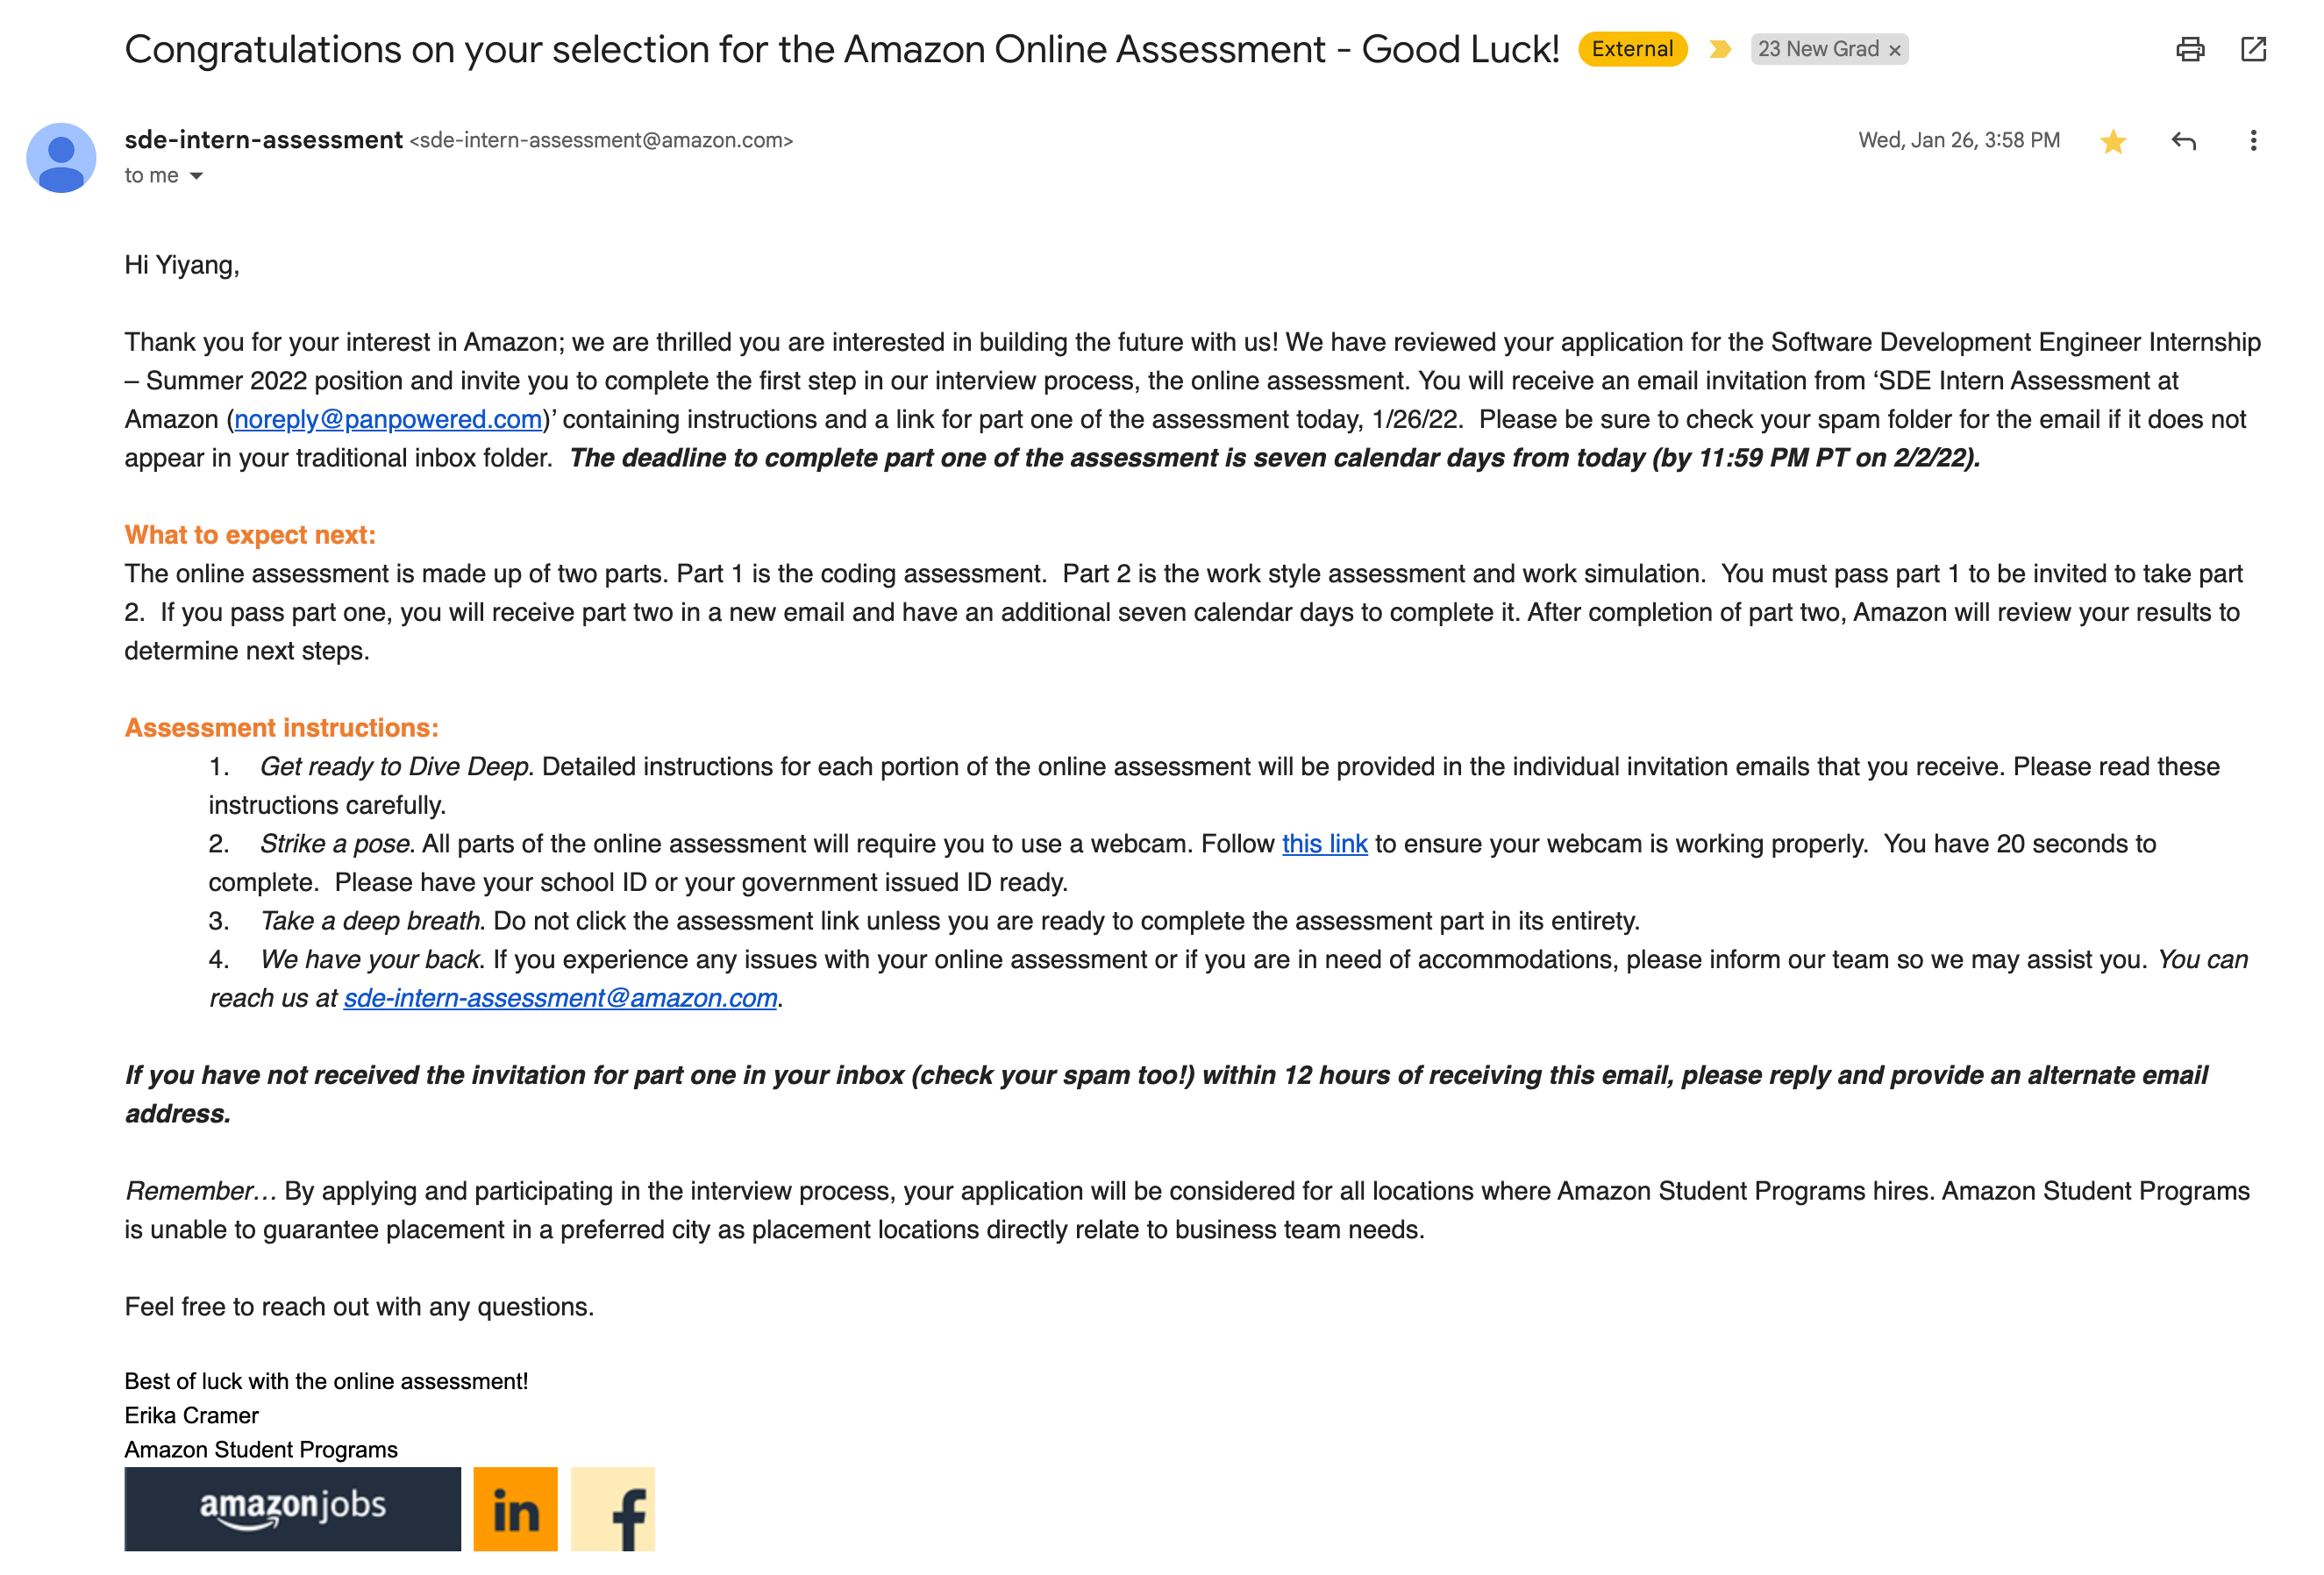 Congratulations on your selection for the Amazon Online Assessment - Good Luck! External 23 New Grad ×
sde-intern-assessment <sde-intern-assessment@amazon.com> Wed, Jan 26, 3:58 PM
to me
Hi Yiyang,
Thank you for your interest in Amazon; we are thrilled you are interested in building the future with us! We have reviewed your application for the Software Development Engineer Internship
– Summer 2022 position and invite you to complete the first step in our interview process, the online assessment. You will receive an email invitation from ‘SDE Intern Assessment at
Amazon (noreply@panpowered.com)’ containing instructions and a link for part one of the assessment today, 1/26/22.  Please be sure to check your spam folder for the email if it does not
appear in your traditional inbox folder.  The deadline to complete part one of the assessment is seven calendar days from today (by 11:59 PM PT on 2/2/22).
What to expect next:
The online assessment is made up of two parts. Part 1 is the coding assessment.  Part 2 is the work style assessment and work simulation.  You must pass part 1 to be invited to take part
2.  If you pass part one, you will receive part two in a new email and have an additional seven calendar days to complete it. After completion of part two, Amazon will review your results to
determine next steps.
Assessment instructions:
1. Get ready to Dive Deep. Detailed instructions for each portion of the online assessment will be provided in the individual invitation emails that you receive. Please read these
instructions carefully.
2. Strike a pose. All parts of the online assessment will require you to use a webcam. Follow this link to ensure your webcam is working properly.  You have 20 seconds to
complete.  Please have your school ID or your government issued ID ready.
3. Take a deep breath. Do not click the assessment link unless you are ready to complete the assessment part in its entirety.
4. We have your back. If you experience any issues with your online assessment or if you are in need of accommodations, please inform our team so we may assist you. You can
reach us at sde-intern-assessment@amazon.com.
If you have not received the invitation for part one in your inbox (check your spam too!) within 12 hours of receiving this email, please reply and provide an alternate email
address.
Remember… By applying and participating in the interview process, your application will be considered for all locations where Amazon Student Programs hires. Amazon Student Programs
is unable to guarantee placement in a preferred city as placement locations directly relate to business team needs.
Feel free to reach out with any questions.
Best of luck with the online assessment!
Erika Cramer
Amazon Student Programs
amazonjobs in f